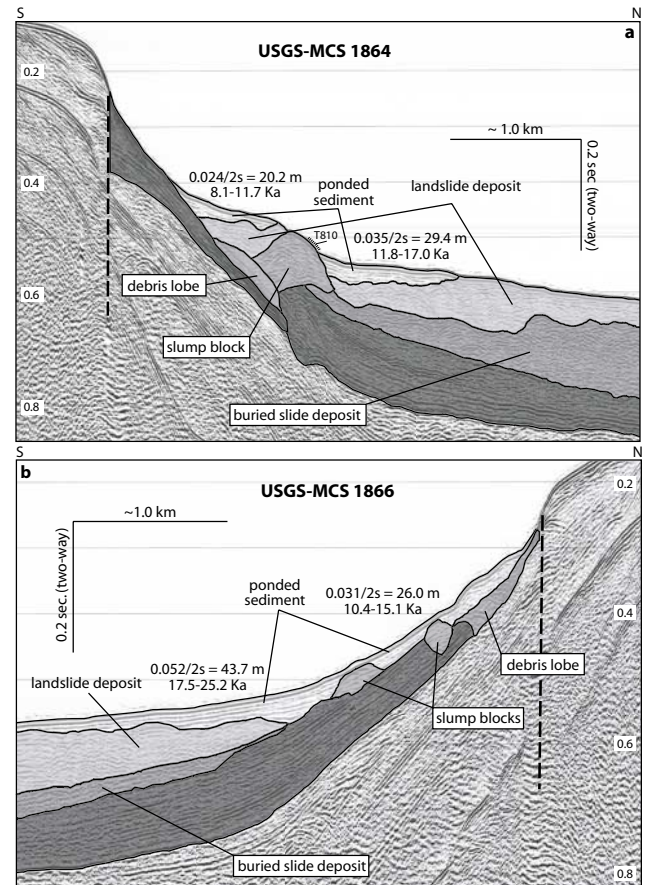 S
N
a
USGS-MCS 1864
0.2
~ 1.0 km
0.2 sec (two-way)
0.4
0.024/2s = 20.2 m
8.1-11.7 Ka
ponded
sediment
landslide deposit
T810
0.035/2s = 29.4 m
11.8-17.0 Ka
debris lobe
0.6
slump block
0.8
buried slide deposit
S
N
b
USGS-MCS 1866
0.2
~1.0 km
0.2 sec. (two-way)
ponded
sediment
0.031/2s = 26.0 m
10.4-15.1 Ka
0.4
0.052/2s = 43.7 m
17.5-25.2 Ka
landslide deposit
debris lobe
slump blocks
0.6
buried slide deposit
0.8